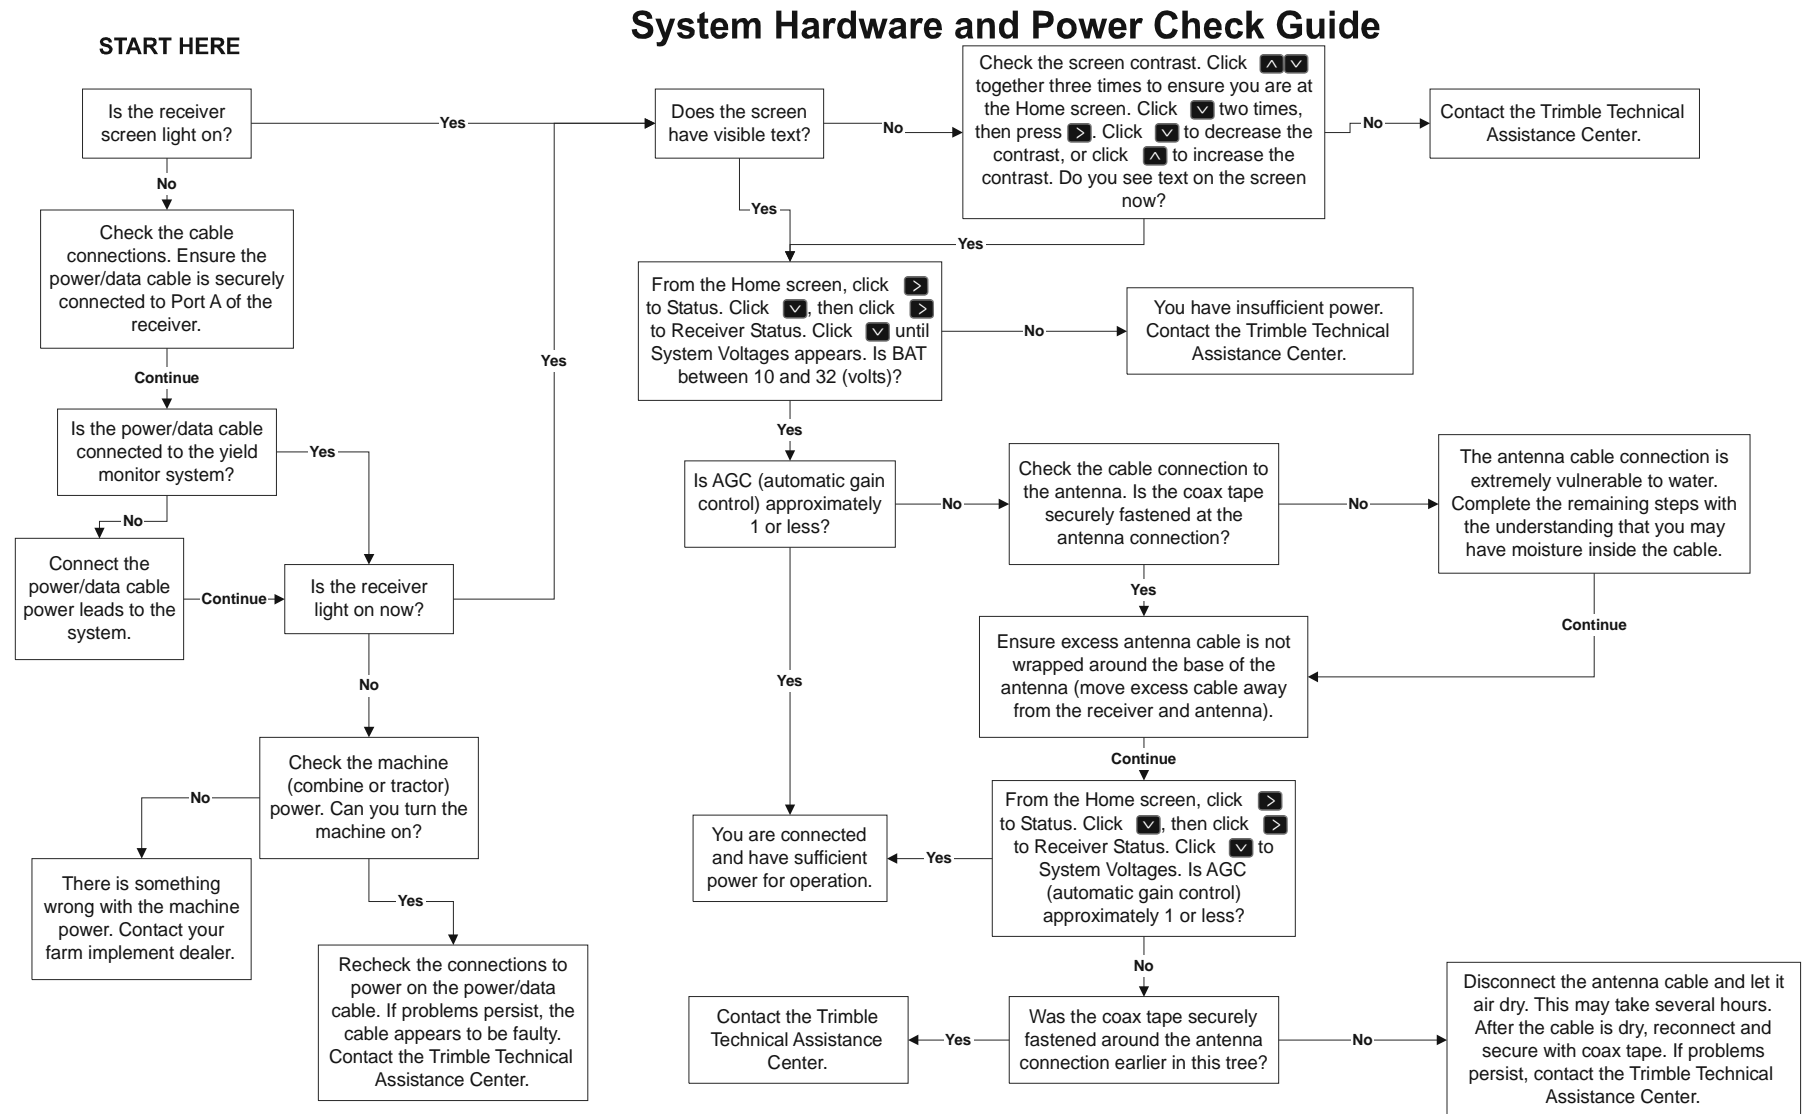 System Hardware and Power Check Guide
START HERE
Is the receiver
screen light on?
Yes
No
Check the cable
connections. Ensure the
power/data cable is securely
connected to Port A of the
receiver.
Continue
Is the power/data cable
connected to the yield
monitor system?
Yes
No
Connect the
power/data cable
power leads to the
system.
Continue
Is the receiver
light on now?
Yes
No
Check the machine
(combine or tractor)
power. Can you turn the
machine on?
No
There is something
wrong with the machine
power. Contact your
farm implement dealer.
Yes
Recheck the connections to
power on the power/data
cable. If problems persist, the
cable appears to be faulty.
Contact the Trimble Technical
Assistance Center.
Does the screen
have visible text?
No
Yes
Check the screen contrast. Click
together three times to ensure you are at
the Home screen. Click two times,
then press . Click to decrease the
contrast, or click to increase the
contrast. Do you see text on the screen
now?
No
Contact the Trimble Technical
Assistance Center.
Yes
From the Home screen, click
to Status. Click , then click
to Receiver Status. Click until
System Voltages appears. Is BAT
between 10 and 32 (volts)?
No
You have insufficient power.
Contact the Trimble Technical
Assistance Center.
Yes
Is AGC (automatic gain
control) approximately
1 or less?
No
Yes
Check the cable connection to
the antenna. Is the coax tape
securely fastened at the
antenna connection?
No
The antenna cable connection is
extremely vulnerable to water.
Complete the remaining steps with
the understanding that you may
have moisture inside the cable.
Continue
Yes
Ensure excess antenna cable is not
wrapped around the base of the
antenna (move excess cable away
from the receiver and antenna).
Continue
From the Home screen, click
to Status. Click , then click
to Receiver Status. Click to
System Voltages. Is AGC
(automatic gain control)
approximately 1 or less?
Yes
You are connected
and have sufficient
power for operation.
No
Was the coax tape securely
fastened around the antenna
connection earlier in this tree?
Yes
Contact the Trimble
Technical Assistance
Center.
No
Disconnect the antenna cable and let it
air dry. This may take several hours.
After the cable is dry, reconnect and
secure with coax tape. If problems
persist, contact the Trimble Technical
Assistance Center.